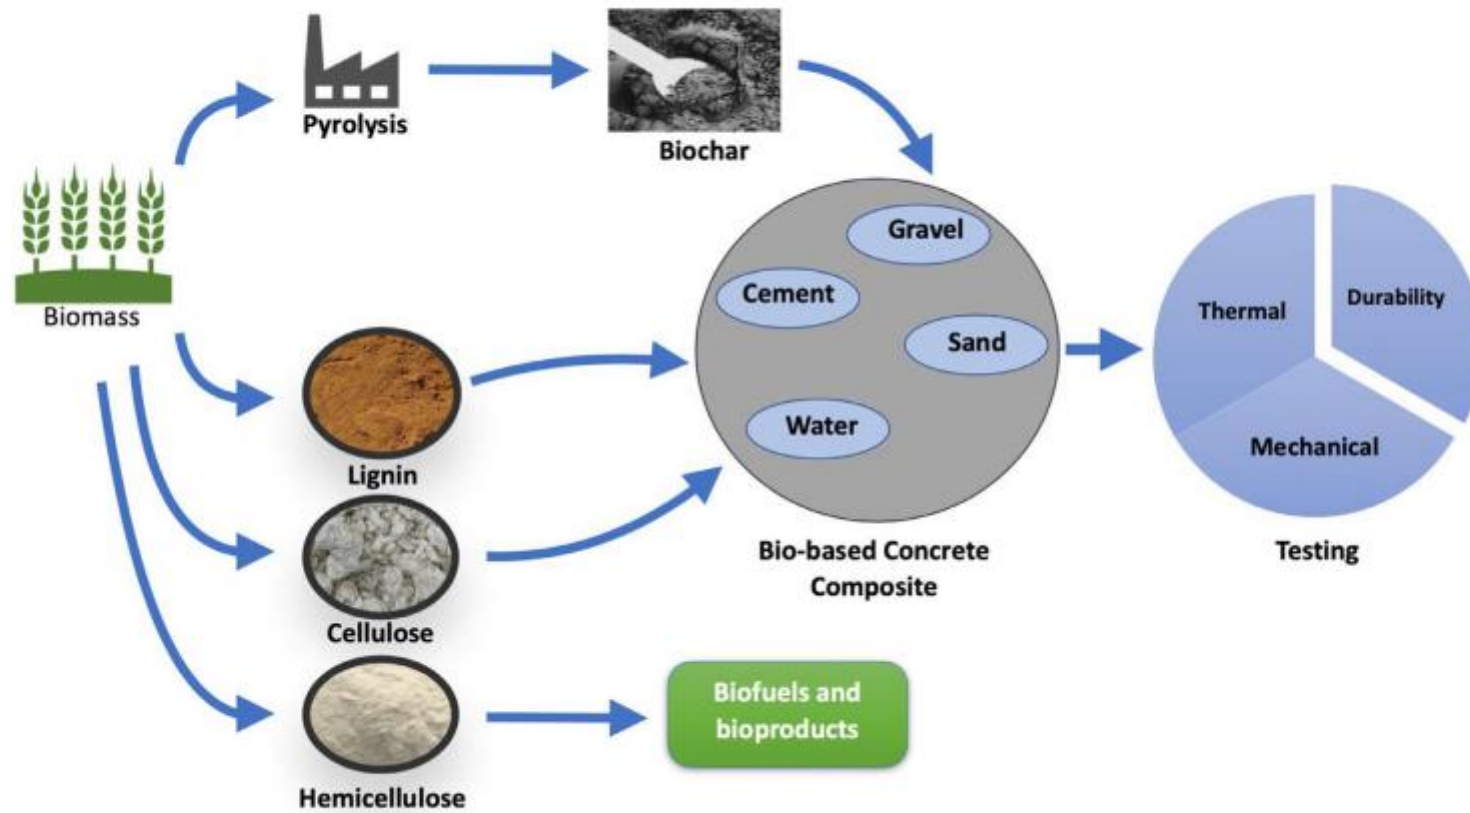 Pyrolysis
Biochar
Biomass
Gravel
Cement
Sand
Water
Thermal
Durability
Mechanical
Lignin
Cellulose
Bio-based Concrete
Composite
Testing
Biofuels and
bioproducts
Hemicellulose